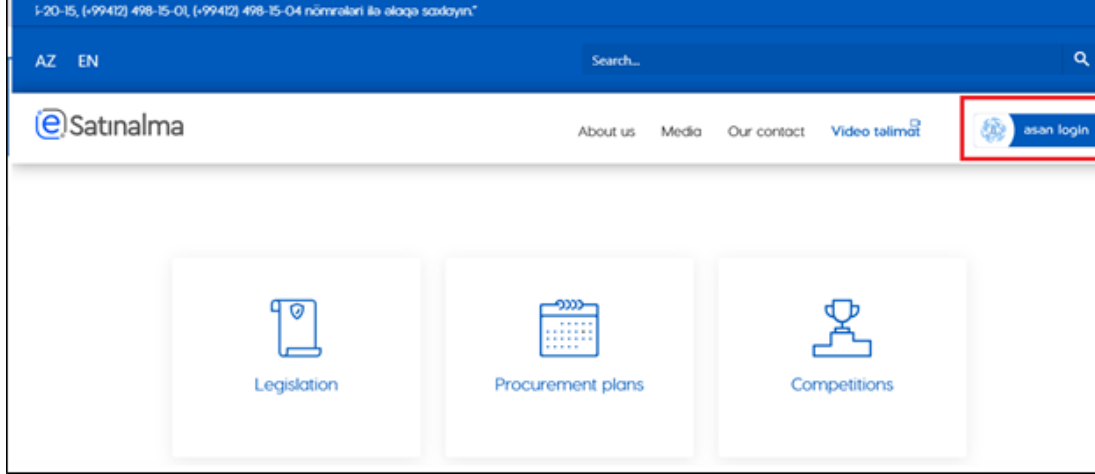 -20-15, (+99412) 498-15-01, (+99412) 498-15-04 nömrələri ilə əlaqə saxlayın."
AZ EN Search...
e Satınalma About us Media Our contact Video təlimat asan login
Legislation Procurement plans Competitions